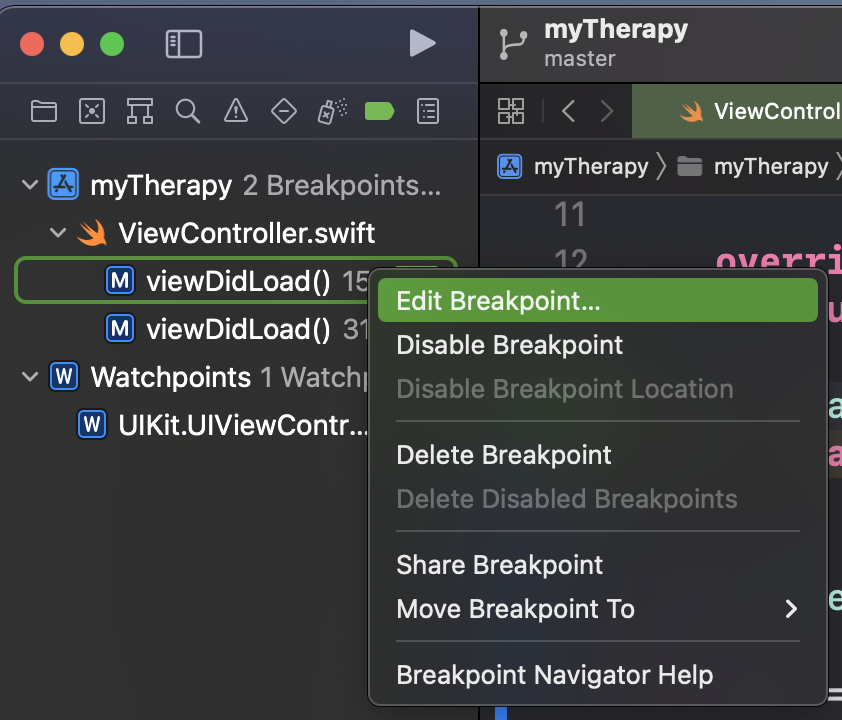 myTherapy
master
ViewControl
myTherapy 2 Breakpoints...
myTherapy
myTherapy
ViewController.swift
11
viewDidLoad() 15
12
overri
viewDidLoad() 31
Watchpoints 1 Watch
UIKit.UIViewContr...
Edit Breakpoint...
Disable Breakpoint
Disable Breakpoint Location
Delete Breakpoint
Delete Disabled Breakpoints
Share Breakpoint
Move Breakpoint To
Breakpoint Navigator Help